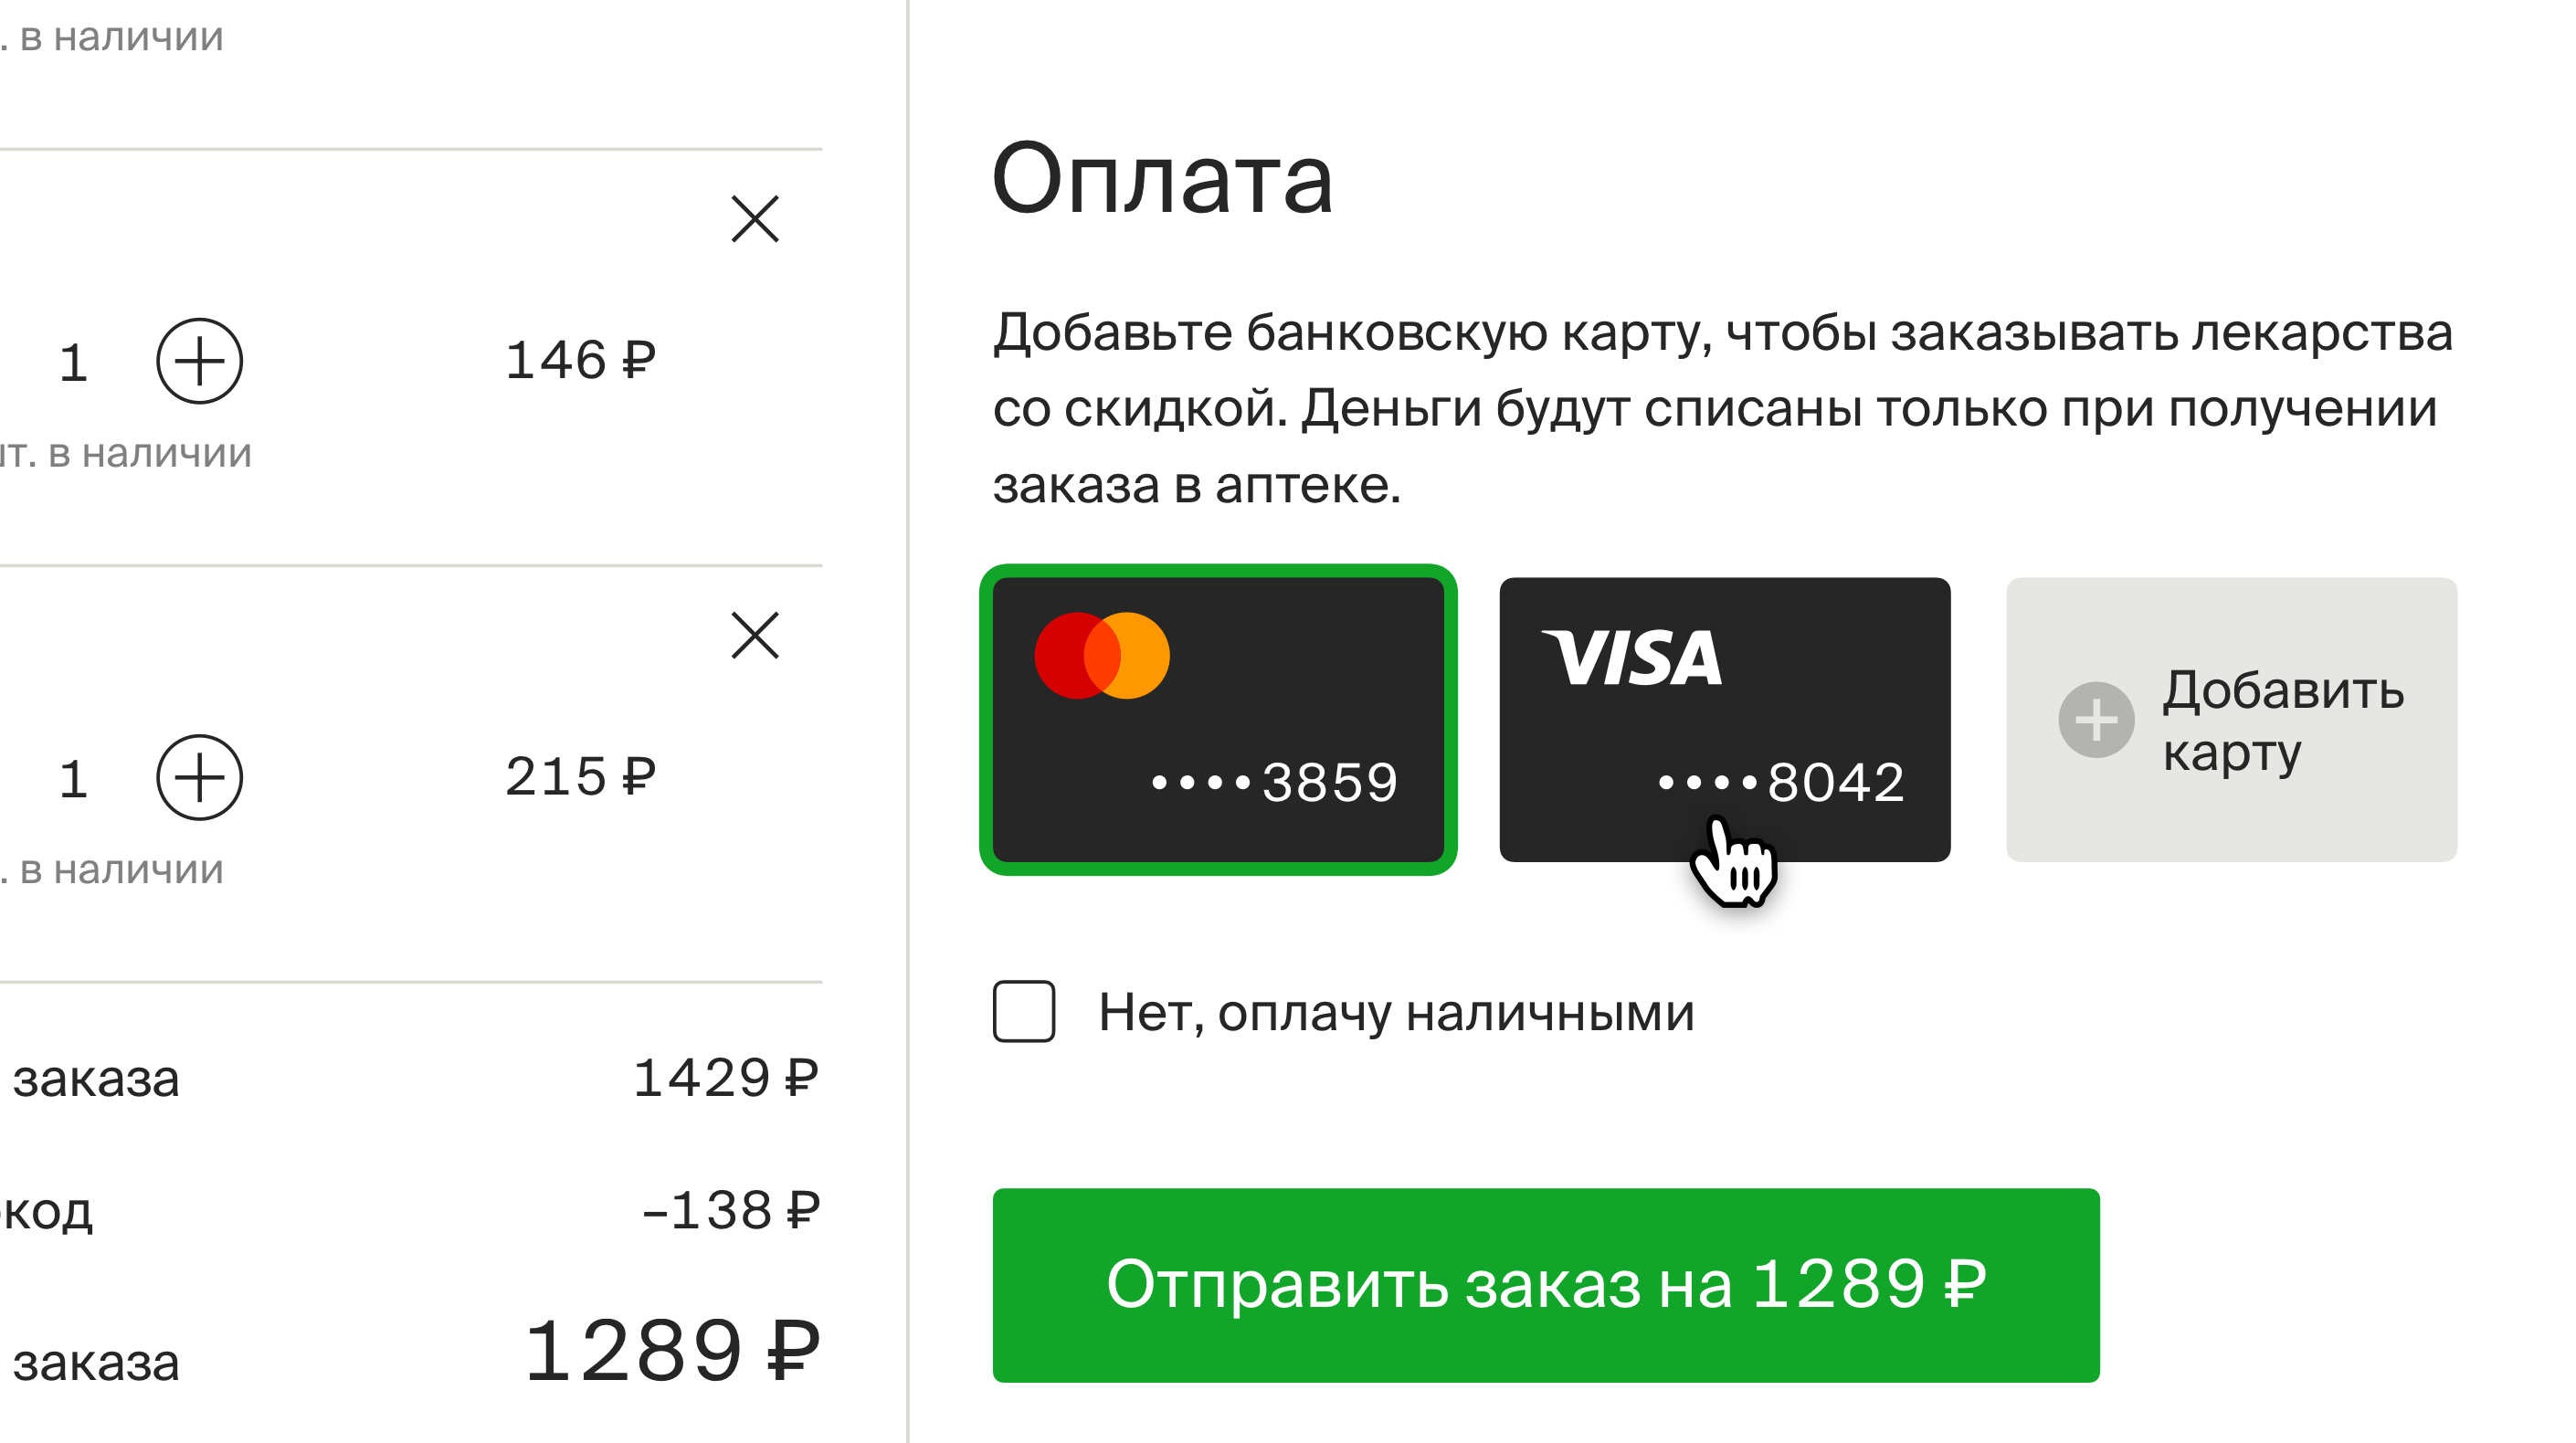 . в наличии
1
146 ₽
шт. в наличии
1
215 ₽
. в наличии
заказа
1429 ₽
код
–138 ₽
заказа
1289 ₽
Оплата
Добавьте банковскую карту, чтобы заказывать лекарства
со скидкой. Деньги будут списаны только при получении
заказа в аптеке.
••••3859
VISA
••••8042
Добавить
карту
Нет, оплачу наличными
Отправить заказ на 1289 ₽